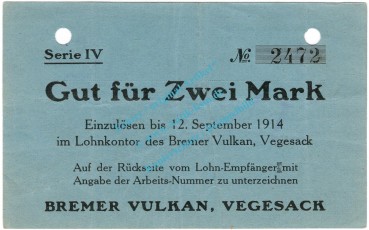 Serie IV № 2472
Gut für Zwei Mark
Einzulösen bis 12. September 1914
im Lohnkontor des Bremer Vulkan, Vegesack
Auf der Rückseite vom Lohn-Empfänger mit
Angabe der Arbeits-Nummer zu unterzeichnen
BREMER VULKAN, VEGESACK